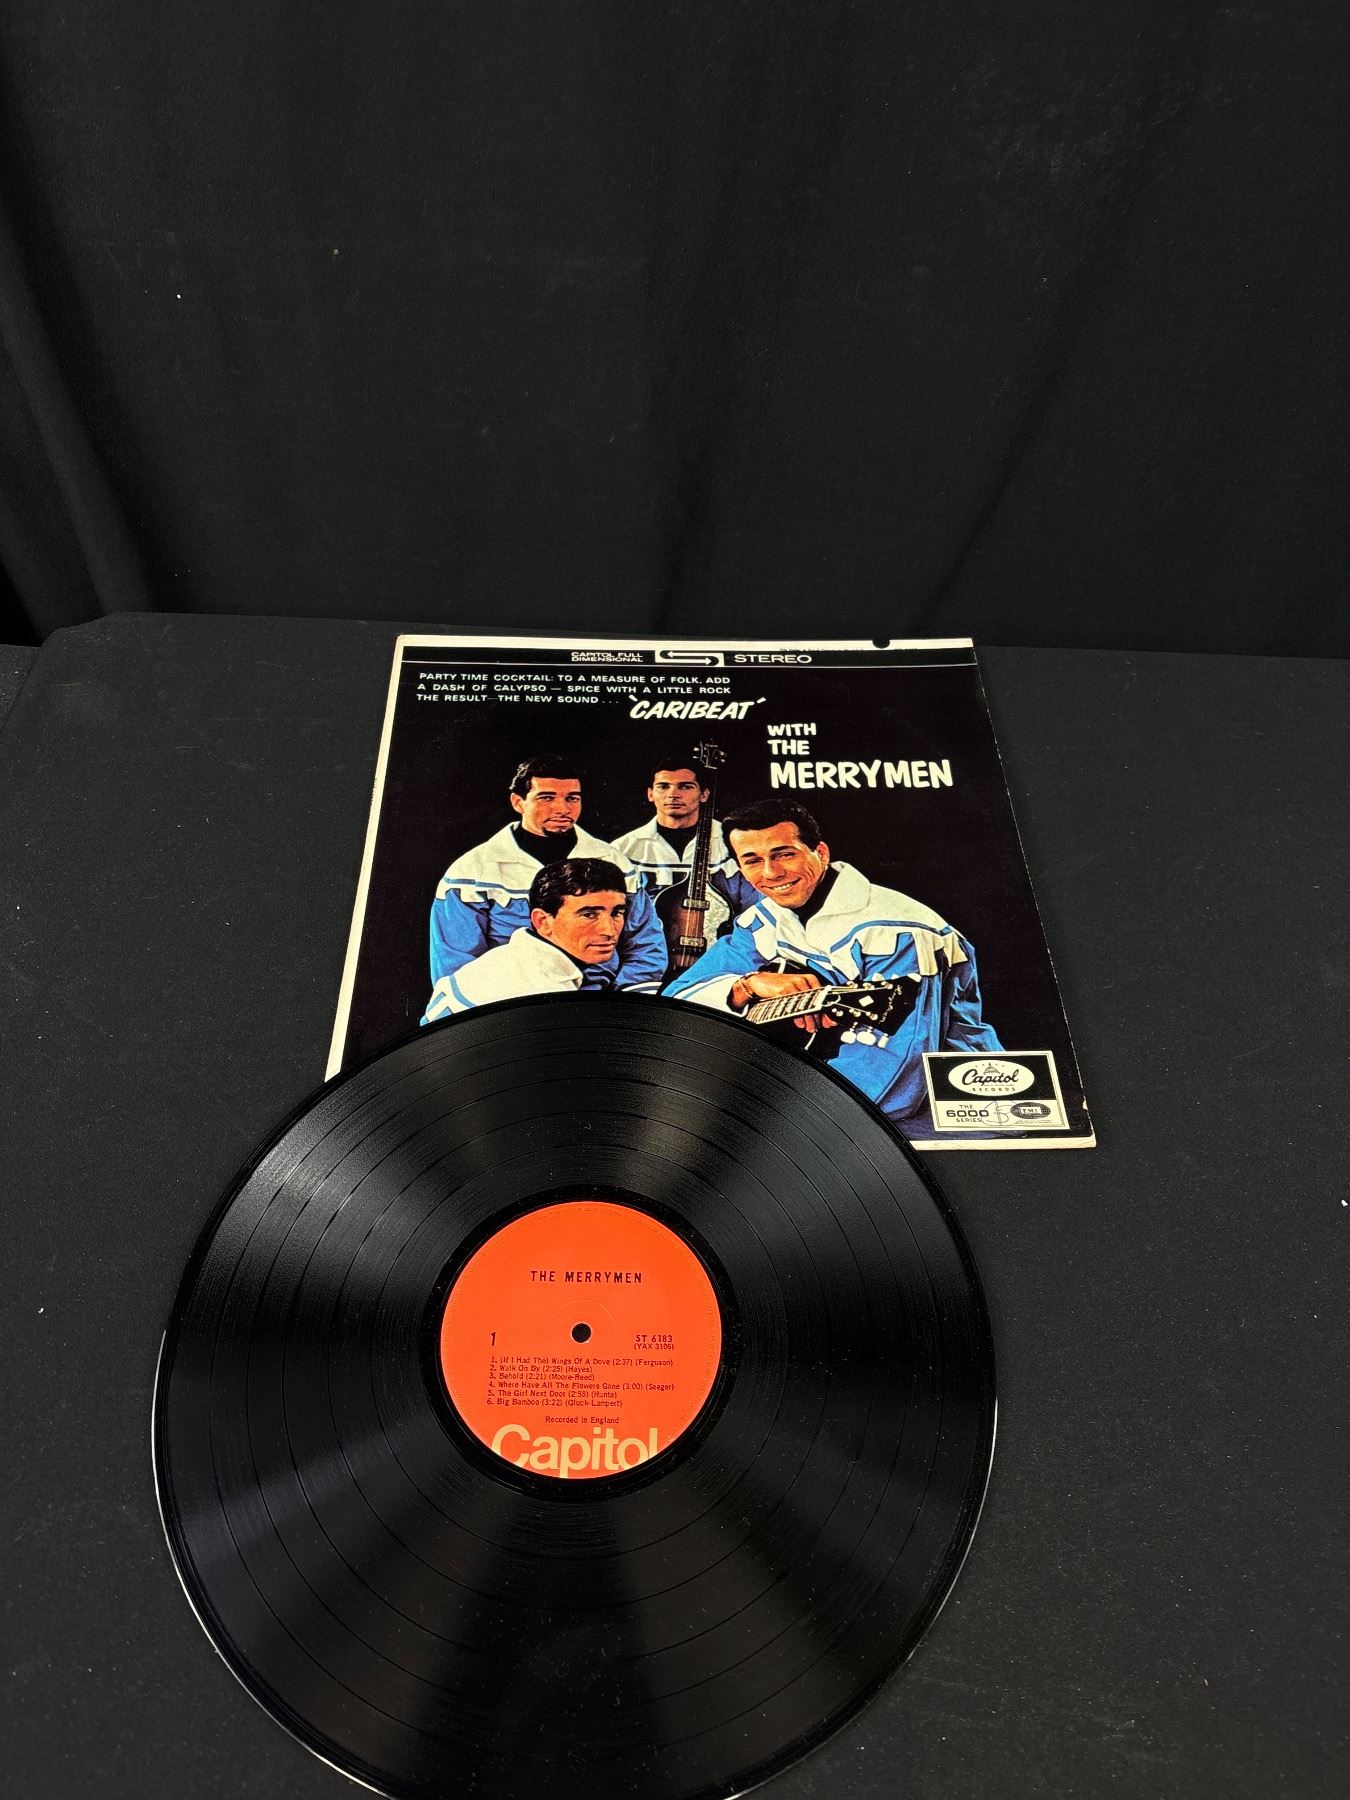 CAPITOL FULL
DIMENSIONAL
STEREO
PARTY TIME COCKTAIL: TO A MEASURE OF FOLK, ADD
A DASH OF CALYPSO — SPICE WITH A LITTLE ROCK
THE RESULT—THE NEW SOUND . . . 'CARIBEAT'
WITH
THE
MERRYMEN
Capitol
RECORDS
THE
6000
SERIES
EMI
THE MERRYMEN
1
ST 6183
(YAX 3106)
1. (If I Had The) Wings Of A Dove (2:37) (Ferguson)
2. Walk On By (2:25) (Hayes)
3. Behold (2:21) (Moore-Reed)
4. Where Have All The Flowers Gone (3:00) (Seeger)
5. The Girl Next Door (2:58) (Hunte)
6. Big Bamboo (3:22) (Gluck-Lampert)
Recorded in England
Capitol